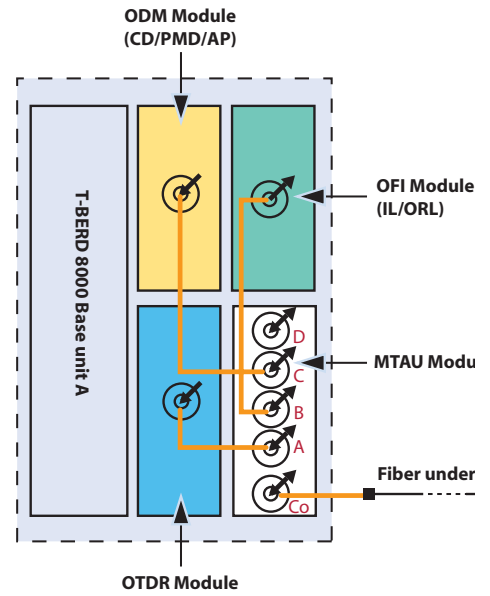 ODM Module
(CD/PMD/AP)
T-BERD 8000 Base unit A
OFI Module
(IL/ORL)
D
C
MTAU Modu
B
A
Co
Fiber under
OTDR Module